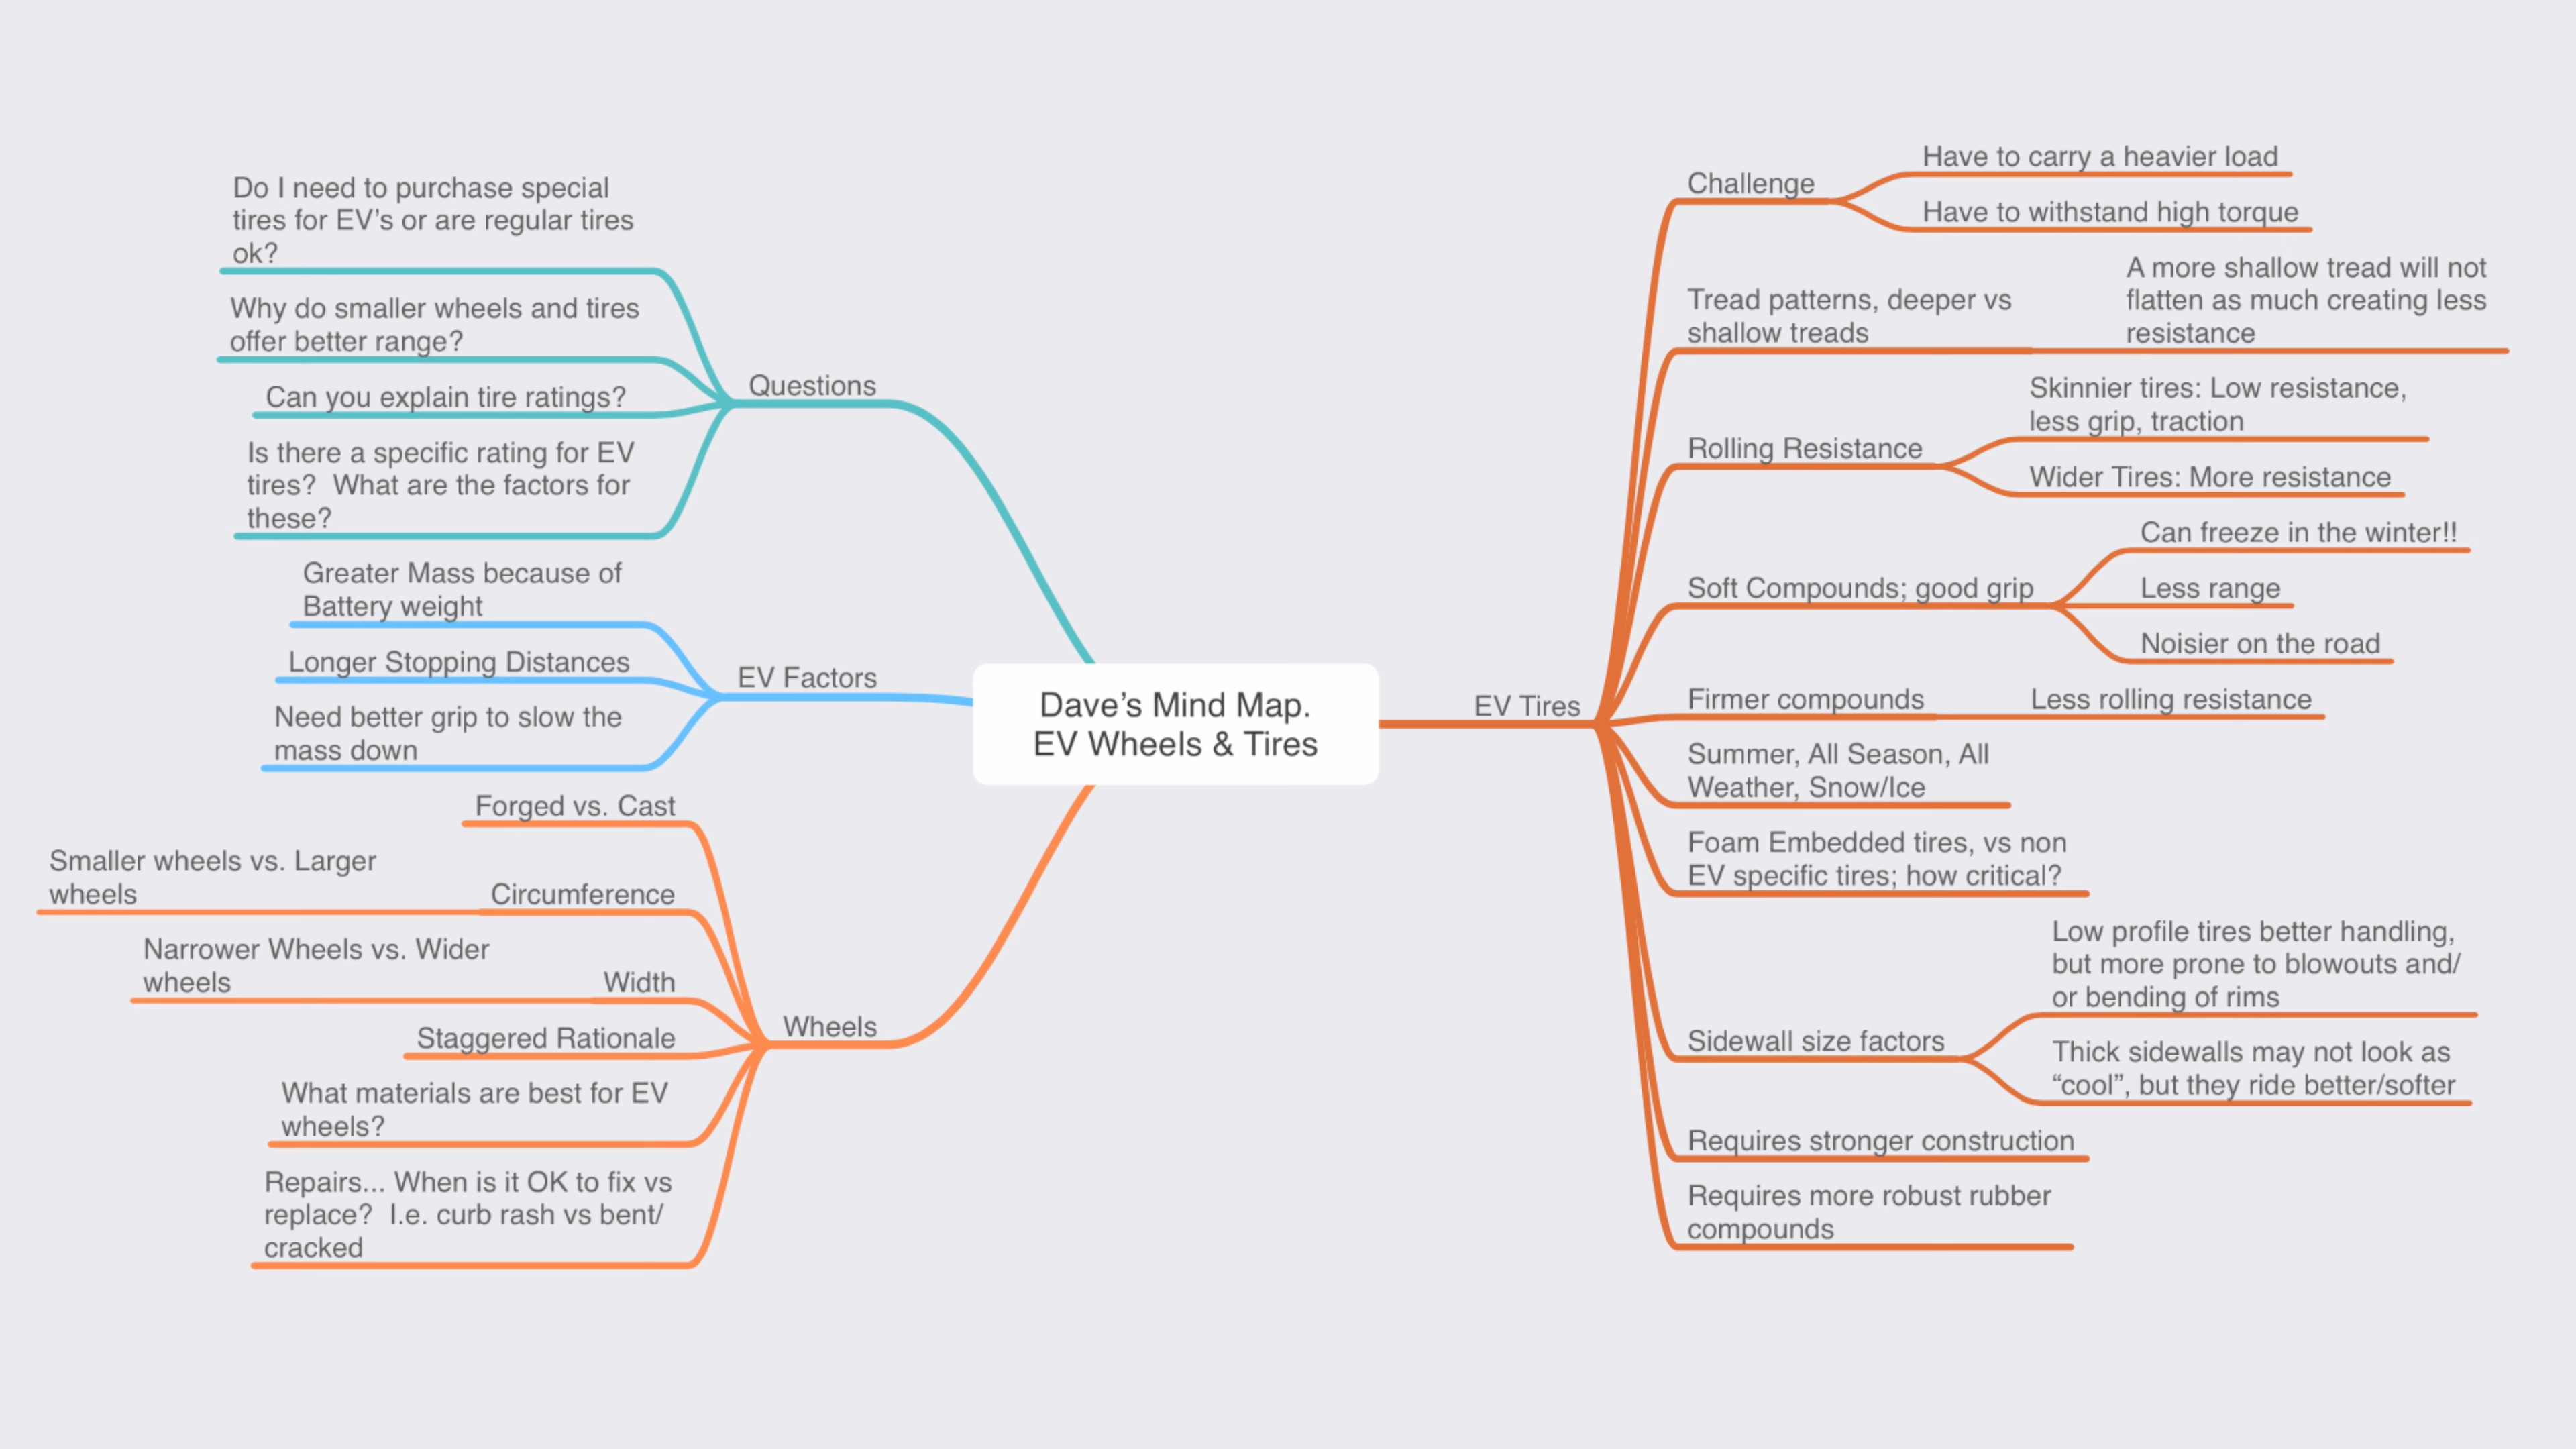 Dave’s Mind Map.
EV Wheels & Tires
Questions
Do I need to purchase special
tires for EV’s or are regular tires
ok?
Why do smaller wheels and tires
offer better range?
Can you explain tire ratings?
Is there a specific rating for EV
tires?  What are the factors for
these?
EV Factors
Greater Mass because of
Battery weight
Longer Stopping Distances
Need better grip to slow the
mass down
Wheels
Forged vs. Cast
Circumference
Smaller wheels vs. Larger
wheels
Width
Narrower Wheels vs. Wider
wheels
Staggered Rationale
What materials are best for EV
wheels?
Repairs... When is it OK to fix vs
replace?  I.e. curb rash vs bent/
cracked
EV Tires
Challenge
Have to carry a heavier load
Have to withstand high torque
Tread patterns, deeper vs
shallow treads
A more shallow tread will not
flatten as much creating less
resistance
Rolling Resistance
Skinnier tires: Low resistance,
less grip, traction
Wider Tires: More resistance
Soft Compounds; good grip
Can freeze in the winter!!
Less range
Noisier on the road
Firmer compounds
Less rolling resistance
Summer, All Season, All
Weather, Snow/Ice
Foam Embedded tires, vs non
EV specific tires; how critical?
Sidewall size factors
Low profile tires better handling,
but more prone to blowouts and/
or bending of rims
Thick sidewalls may not look as
“cool”, but they ride better/softer
Requires stronger construction
Requires more robust rubber
compounds